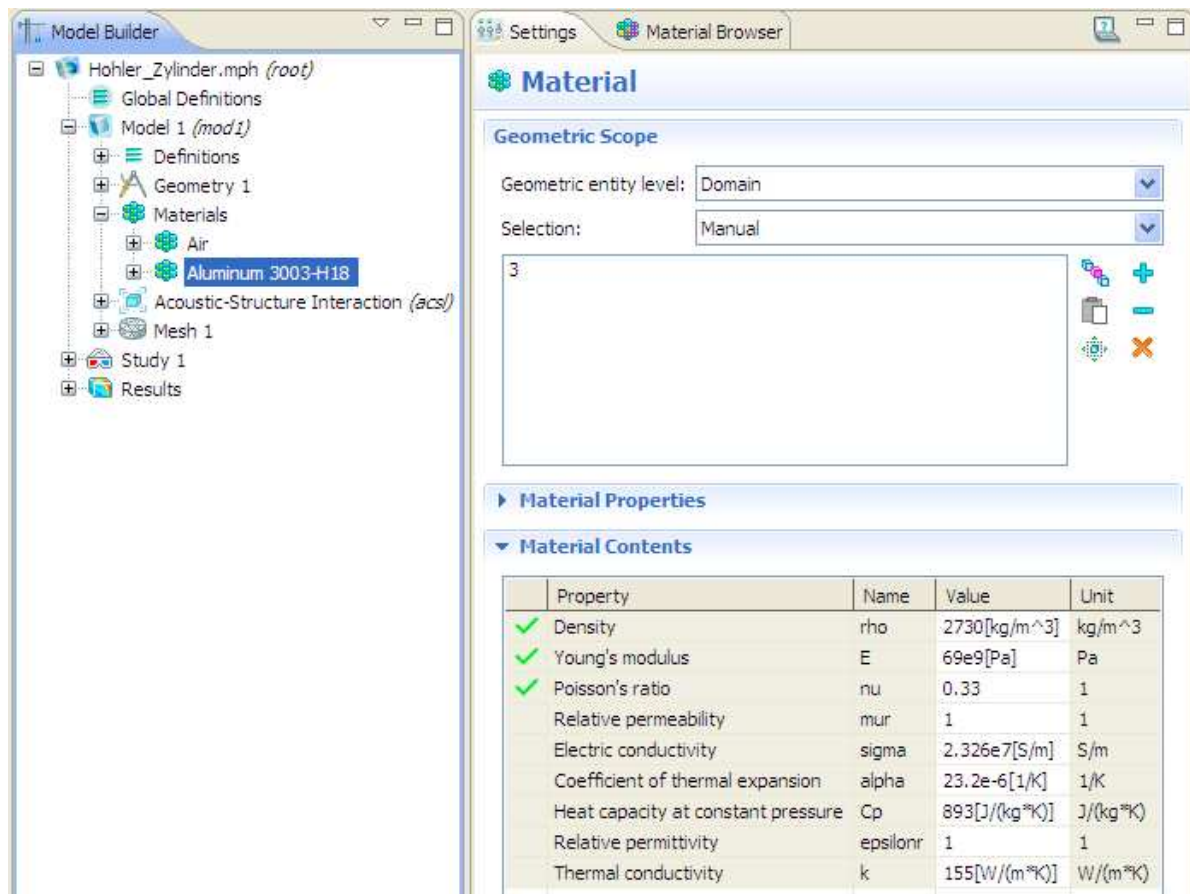 Model Builder
Hohler_Zylinder.mph (root)
Global Definitions
Model 1 (mod1)
Definitions
Geometry 1
Materials
Air
Aluminum 3003-H18
Acoustic-Structure Interaction (acsl)
Mesh 1
Study 1
Results
Settings Material Browser
Material
Geometric Scope
Geometric entity level: Domain
Selection: Manual
3
Material Properties
Material Contents
Property Name Value Unit
Density rho 2730[kg/m^3] kg/m^3
Young's modulus E 69e9[Pa] Pa
Poisson's ratio nu 0.33 1
Relative permeability mur 1 1
Electric conductivity sigma 2.326e7[S/m] S/m
Coefficient of thermal expansion alpha 23.2e-6[1/K] 1/K
Heat capacity at constant pressure Cp 893[J/(kg*K)] J/(kg*K)
Relative permittivity epsilonr 1 1
Thermal conductivity k 155[W/(m*K)] W/(m*K)